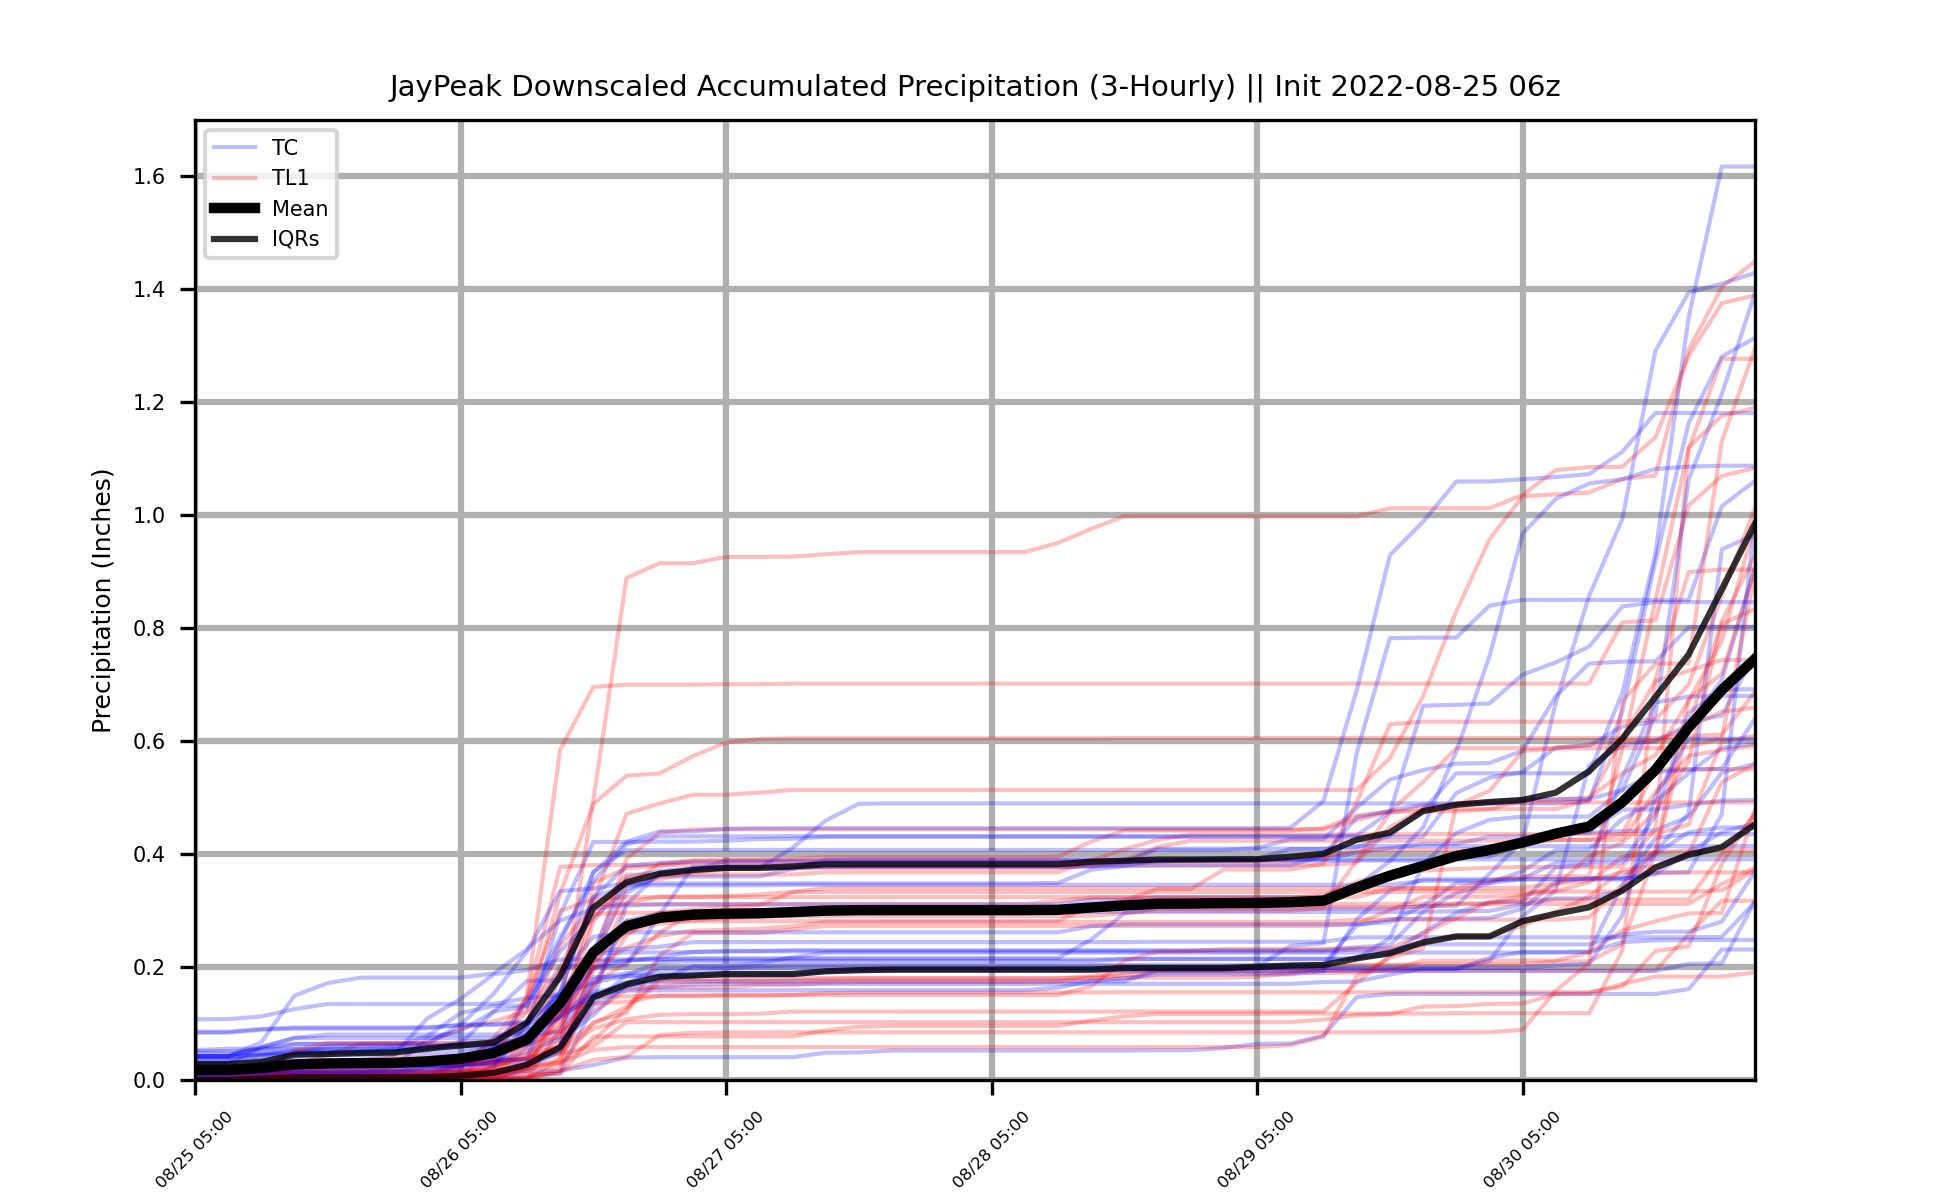 JayPeak Downscaled Accumulated Precipitation (3-Hourly) || Init 2022-08-25 06z
TC
TL1
Mean
IQRs
Precipitation (Inches)
1.6
1.4
1.2
1.0
0.8
0.6
0.4
0.2
0.0
08/25 05:00
08/26 05:00
08/27 05:00
08/28 05:00
08/29 05:00
08/30 05:00